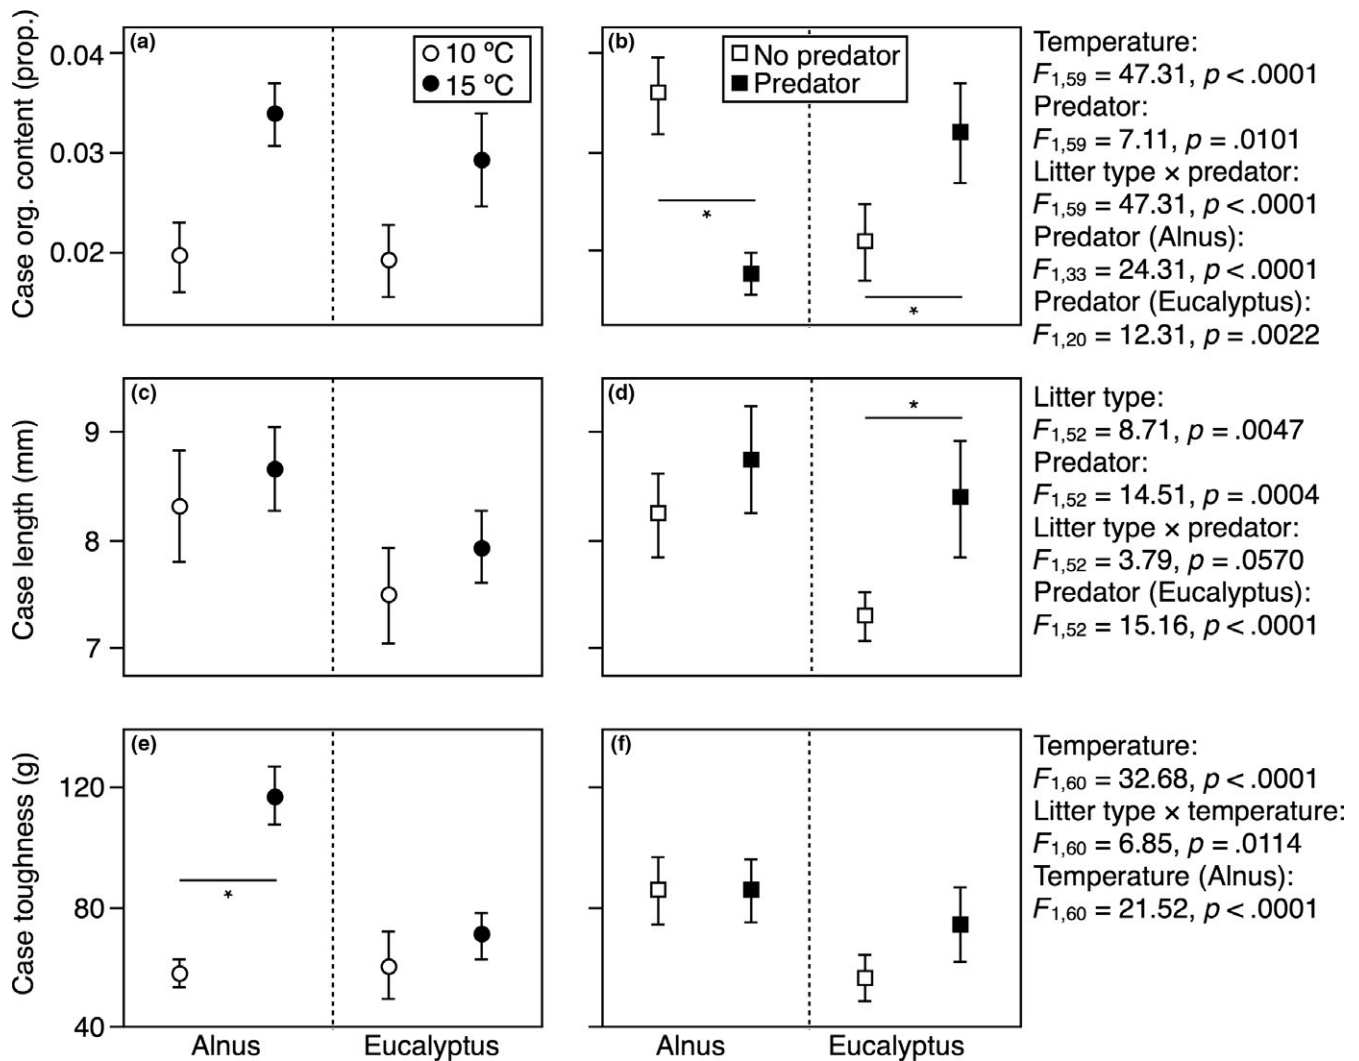 Case org. content (prop.)
0.04
0.03
0.02
(a)
10 ºC
15 ºC
(b)
No predator
Predator
*
*
Temperature:
F1,59 = 47.31, p < .0001
Predator:
F1,59 = 7.11, p = .0101
Litter type × predator:
F1,59 = 47.31, p < .0001
Predator (Alnus):
F1,33 = 24.31, p < .0001
Predator (Eucalyptus):
F1,20 = 12.31, p = .0022
Case length (mm)
9
8
7
(c)
(d)
*
Litter type:
F1,52 = 8.71, p = .0047
Predator:
F1,52 = 14.51, p = .0004
Litter type × predator:
F1,52 = 3.79, p = .0570
Predator (Eucalyptus):
F1,52 = 15.16, p < .0001
Case toughness (g)
120
80
40
(e)
*
(f)
Temperature:
F1,60 = 32.68, p < .0001
Litter type × temperature:
F1,60 = 6.85, p = .0114
Temperature (Alnus):
F1,60 = 21.52, p < .0001
Alnus Eucalyptus Alnus Eucalyptus